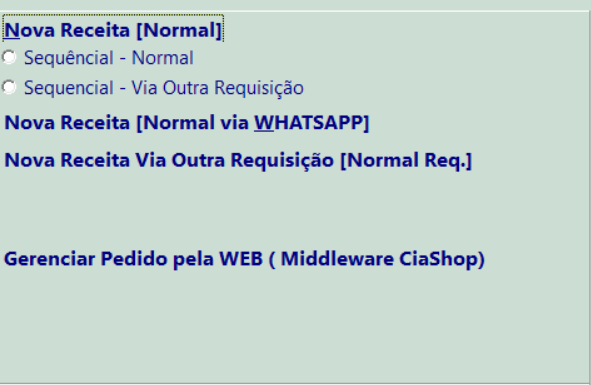 Nova Receita [Normal]
Sequêncial - Normal
Sequencial - Via Outra Requisição
Nova Receita [Normal via WHATSAPP]
Nova Receita Via Outra Requisição [Normal Req.]
Gerenciar Pedido pela WEB ( Middleware CiaShop)